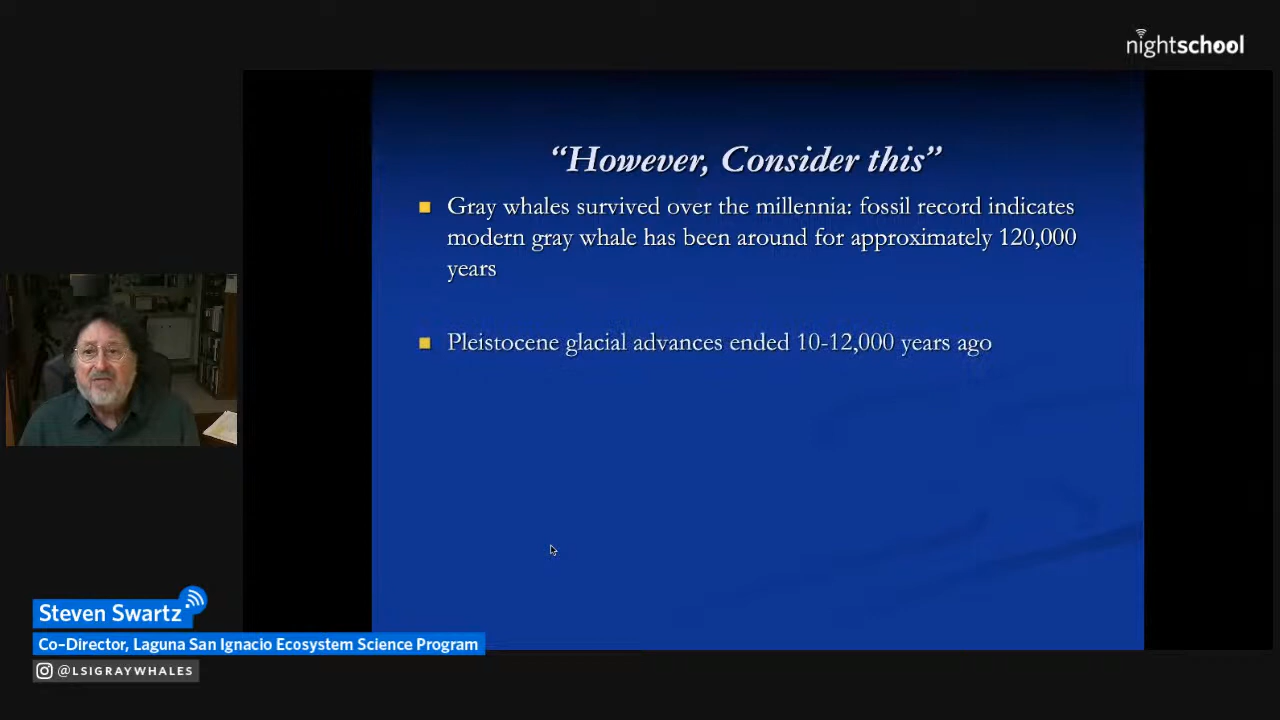 nightschool
“However, Consider this”
Gray whales survived over the millennia: fossil record indicates
modern gray whale has been around for approximately 120,000
years
Pleistocene glacial advances ended 10-12,000 years ago
Steven Swartz
Co-Director, Laguna San Ignacio Ecosystem Science Program
@LSIGRAYWHALES